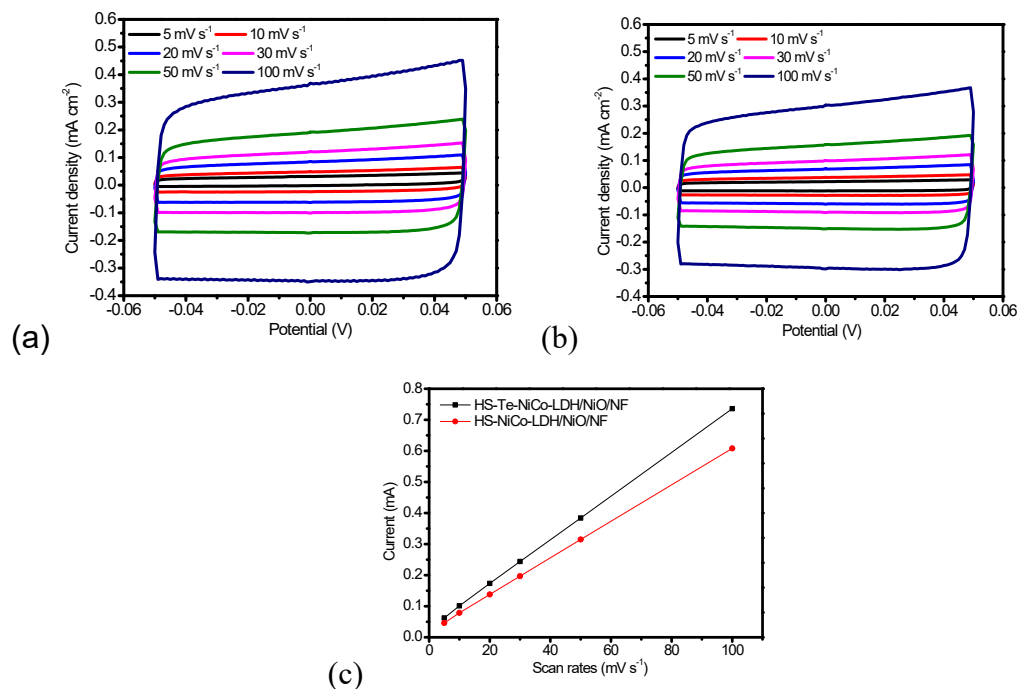 0.6
0.5
0.4
0.3
0.2
0.1
0.0
-0.1
-0.2
-0.3
-0.4
Current density (mA cm-2)
5 mV s-1 10 mV s-1
20 mV s-1 30 mV s-1
50 mV s-1 100 mV s-1
-0.06 -0.04 -0.02 0.00 0.02 0.04 0.06
Potential (V)
(a)
0.6
0.5
0.4
0.3
0.2
0.1
0.0
-0.1
-0.2
-0.3
0.4
Current density (mA cm-2)
5 mV s-1 10 mV s-1
20 mV s-1 30 mV s-1
50 mV s-1 100 mV s-1
-0.06 -0.04 -0.02 0.00 0.02 0.04 0.06
Potential (V)
(b)
0.8
0.7
0.6
0.5
0.4
0.3
0.2
0.1
0.0
Current (mA)
HS-Te-NiCo-LDH/NiO/NF
HS-NiCo-LDH/NiO/NF
0 20 40 60 80 100
Scan rates (mV s-1)
(c)